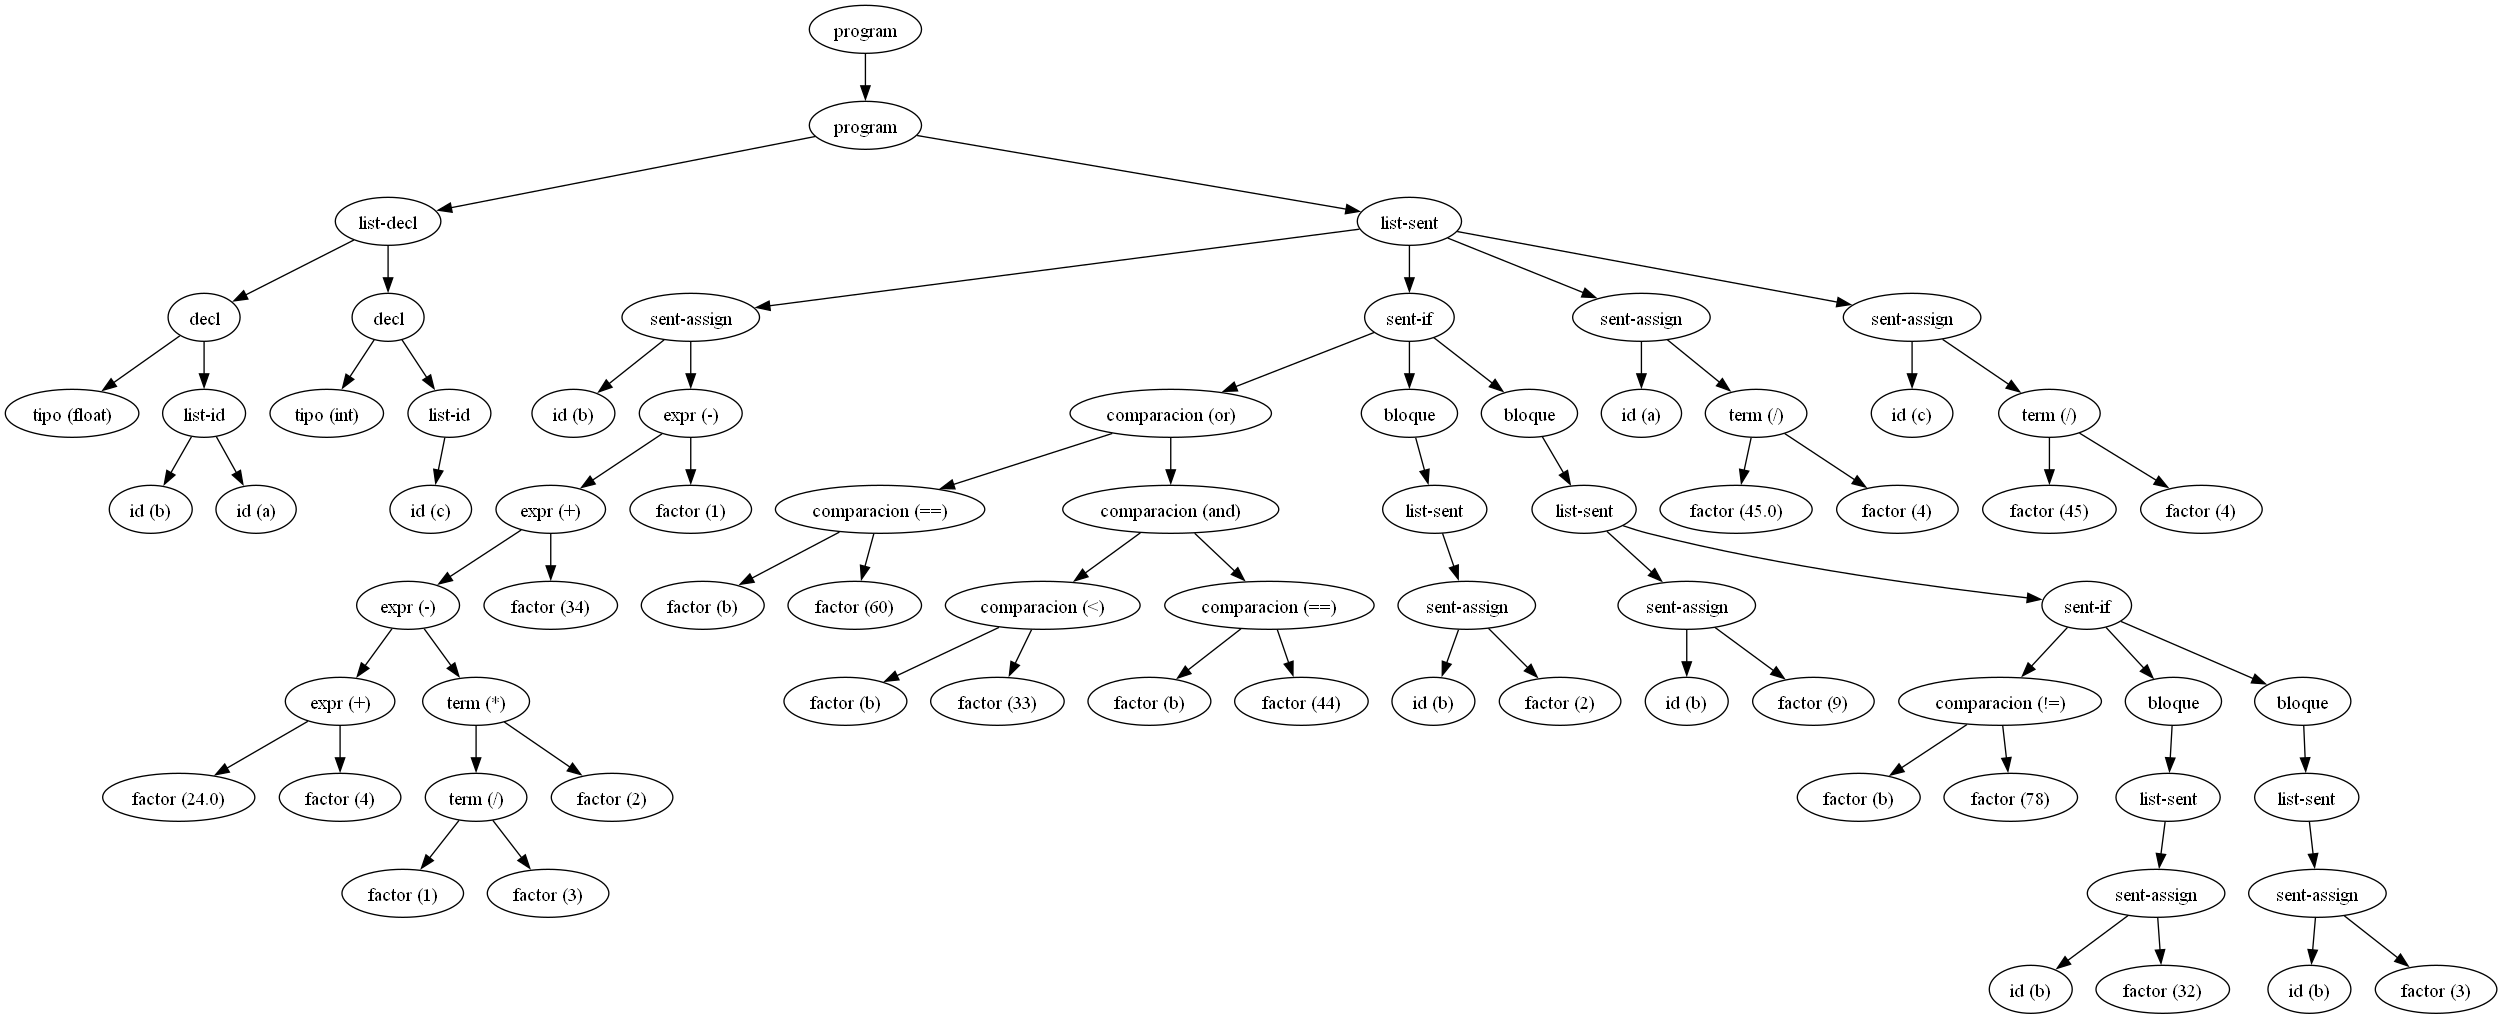 program
program
list-decl
list-sent
decl
decl
sent-assign
sent-if
sent-assign
sent-assign
tipo (float)
list-id
tipo (int)
list-id
id (b)
expr (-)
comparacion (or)
bloque
bloque
id (a)
term (/)
id (c)
term (/)
id (b)
id (a)
id (c)
expr (+)
factor (1)
comparacion (==)
comparacion (and)
list-sent
list-sent
factor (45.0)
factor (4)
factor (45)
factor (4)
expr (-)
factor (34)
factor (b)
factor (60)
comparacion (<)
comparacion (==)
sent-assign
sent-assign
sent-if
expr (+)
term (*)
factor (b)
factor (33)
factor (b)
factor (44)
id (b)
factor (2)
id (b)
factor (9)
comparacion (!=)
bloque
bloque
factor (24.0)
factor (4)
term (/)
factor (2)
factor (b)
factor (78)
list-sent
list-sent
factor (1)
factor (3)
sent-assign
sent-assign
id (b)
factor (32)
id (b)
factor (3)